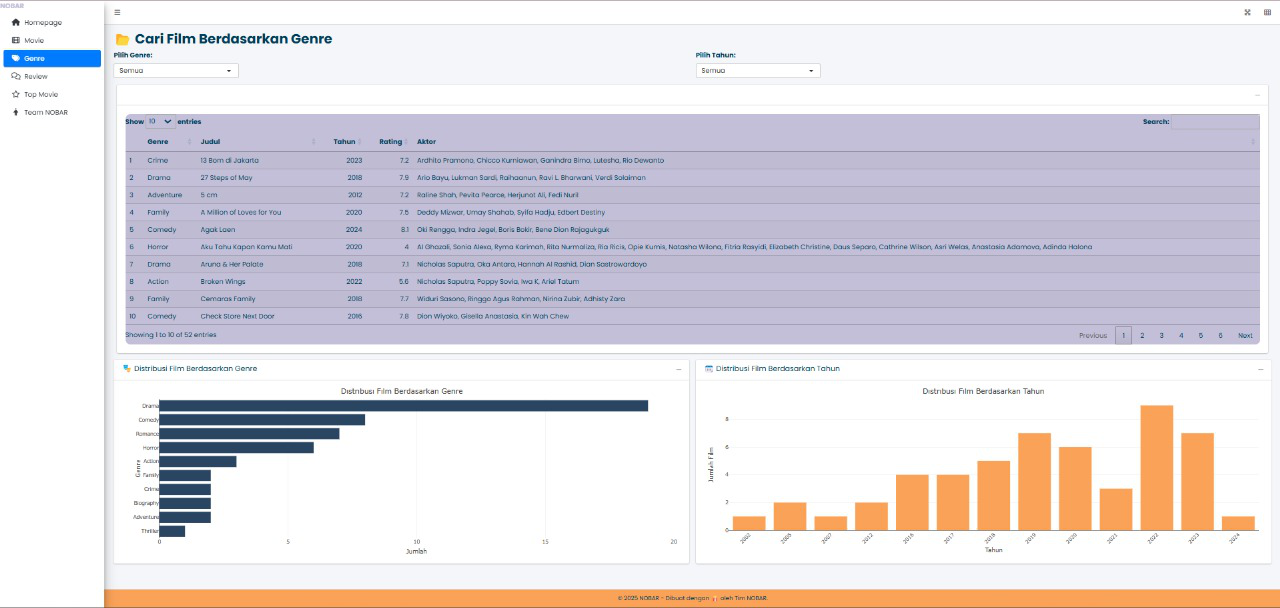 NOBAR
Homepage
Movie
Genre
Review
Top Movie
Team NOBAR
Cari Film Berdasarkan Genre
Pilih Genre: Pilih Tahun:
Semua Semua
Show 10 entries Search:
Genre Judul Tahun Rating Aktor
1 Crime 13 Bom di Jakarta 2023 7.2 Ardhito Pramono, Chicco Kurniawan, Ganindra Bimo, Lutesha, Rio Dewanto
2 Drama 27 Steps of May 2018 7.9 Ario Bayu, Lukman Sardi, Raihaanun, Ravi L. Bharwani, Verdi Solaiman
3 Adventure 5 cm 2012 7.2 Raline Shah, Pevita Pearce, Herjunot Ali, Fedi Nuril
4 Family A Million of Loves for You 2020 7.5 Deddy Mizwar, Umay Shahab, Syifa Hadju, Edbert Destiny
5 Comedy Agak Laen 2024 8.1 Oki Rengga, Indra Jegel, Boris Bokir, Bene Dion Rajagukguk
6 Horror Aku Tahu Kapan Kamu Mati 2020 4 Al Ghazali, Sonia Alexa, Ryma Karimah, Rita Nurmaliza, Ria Ricis, Opie Kumis, Natasha Wilona, Fitria Rasyidi, Elizabeth Christine, Daus Separo, Cathrine Wilson, Asri Welas, Anastasia Adamova, Adinda Halona
7 Drama Aruna & Her Palate 2018 7.1 Nicholas Saputra, Oka Antara, Hannah Al Rashid, Dian Sastrowardoyo
8 Action Broken Wings 2022 5.6 Nicholas Saputra, Poppy Sovia, Iwa K, Ariel Tatum
9 Family Cemaras Family 2018 7.7 Widuri Sasono, Ringgo Agus Rahman, Nirina Zubir, Adhisty Zara
10 Comedy Check Store Next Door 2016 7.8 Dion Wiyoko, Gisella Anastasia, Kin Wah Chew
Showing 1 to 10 of 52 entries Previous 1 2 3 4 5 6 Next
Distribusi Film Berdasarkan Genre
Distribusi Film Berdasarkan Genre
Genre
Drama
Comedy
Romance
Horror
Action
Family
Crime
Biography
Adventure
Thriller
0 5 10 15 20
Jumlah
Distribusi Film Berdasarkan Tahun
Distribusi Film Berdasarkan Tahun
Jumlah Film
8
6
4
2
0
2002 2005 2007 2012 2016 2017 2018 2019 2020 2021 2022 2023 2024
Tahun
© 2025 NOBAR - Dibuat dengan oleh Tim NOBAR.